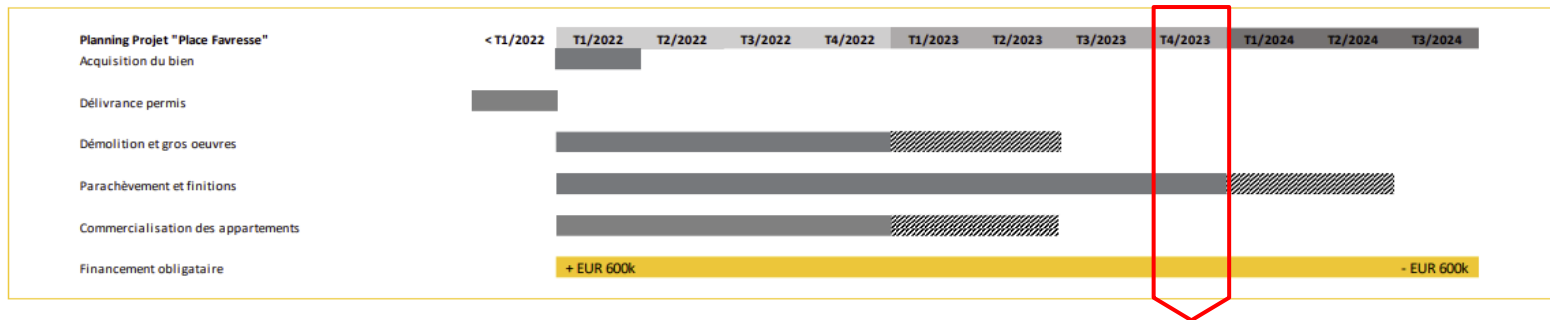 Planning Projet "Place Favresse" < T1/2022 T1/2022 T2/2022 T3/2022 T4/2022 T1/2023 T2/2023 T3/2023 T4/2023 T1/2024 T2/2024 T3/2024
Acquisition du bien
Délivrance permis
Démolition et gros oeuvres
Parachèvement et finitions
Commercialisation des appartements
Financement obligataire + EUR 600k - EUR 600k